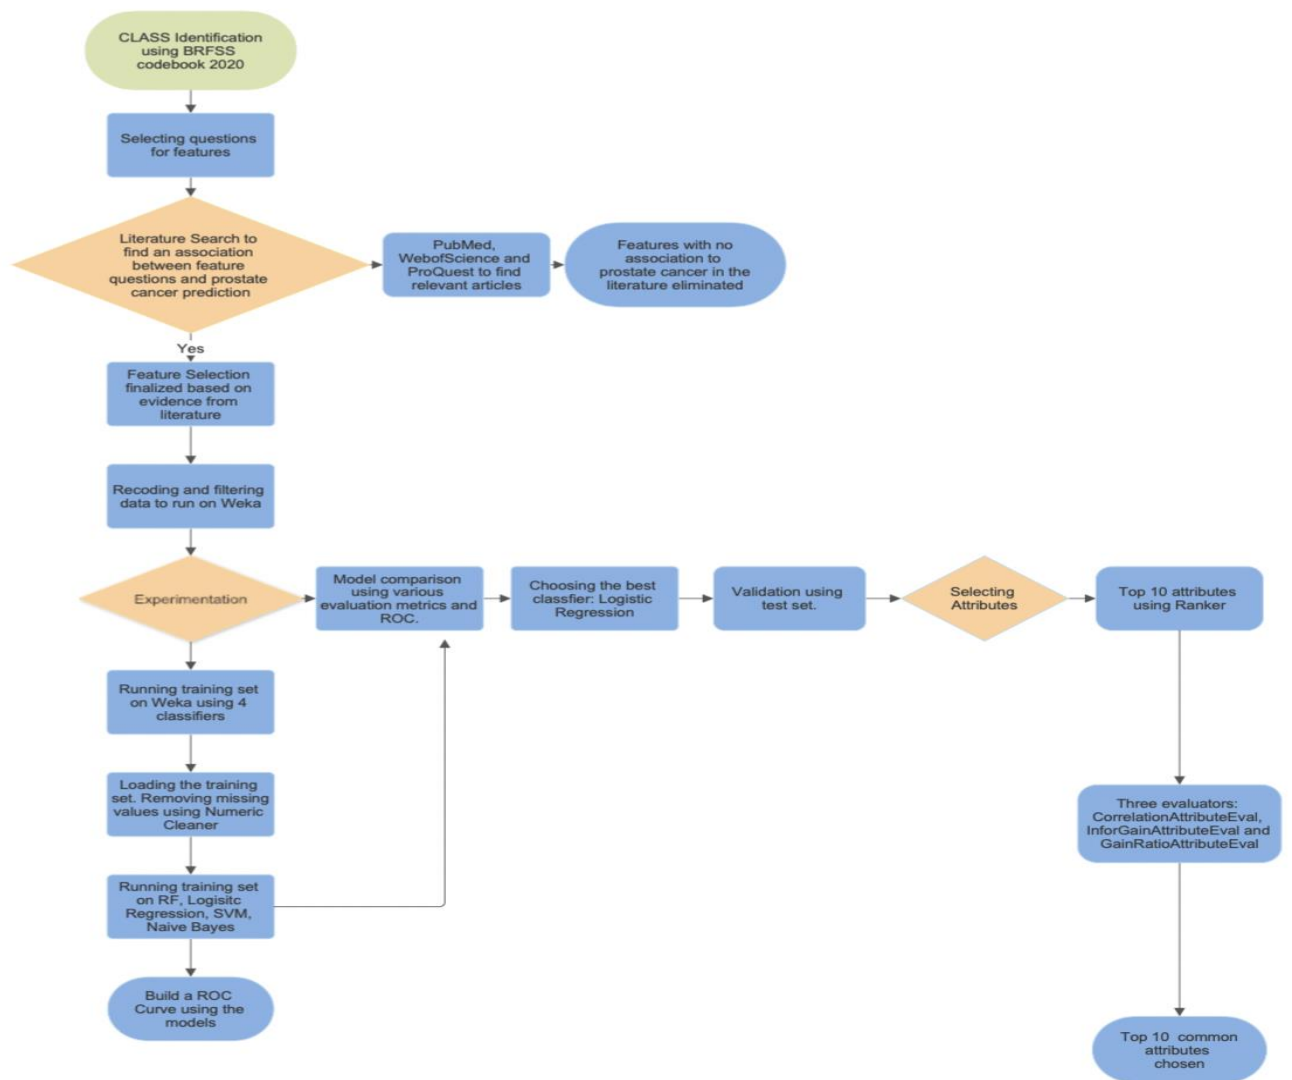 CLASS Identification
using BRFSS
codebook 2020
Selecting questions
for features
Literature Search to
find an association
between feature
questions and prostate
cancer prediction
PubMed,
WebofScience and
ProQuest to find
relevant articles
Features with no
association to
prostate cancer in the
literature eliminated
Yes
Feature Selection
finalized based on
evidence from
literature
Recoding and filtering
data to run on Weka
Experimentation
Model comparison
using various
evaluation metrics and
ROC.
Choosing the best
classfier: Logistic
Regression
Validation using
test set.
Selecting
Attributes
Top 10 attributes
using Ranker
Running training set
on Weka using 4
classifiers
Loading the training
set. Removing missing
values using Numeric
Cleaner
Three evaluators:
CorrelationAttributeEval,
InforGainAttributeEval and
GainRatioAttributeEval
Running training set
on RF, Logisitc
Regression, SVM,
Naive Bayes
Build a ROC
Curve using the
models
Top 10 common
attributes
chosen